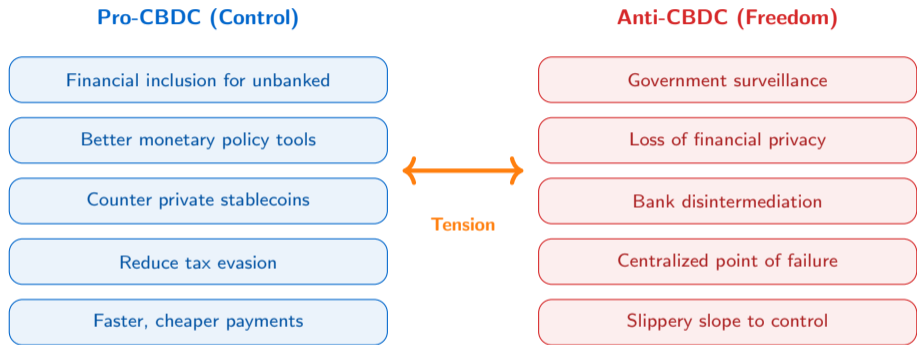 Pro-CBDC (Control)
Financial inclusion for unbanked
Better monetary policy tools
Counter private stablecoins
Reduce tax evasion
Faster, cheaper payments
Tension
Anti-CBDC (Freedom)
Government surveillance
Loss of financial privacy
Bank disintermediation
Centralized point of failure
Slippery slope to control